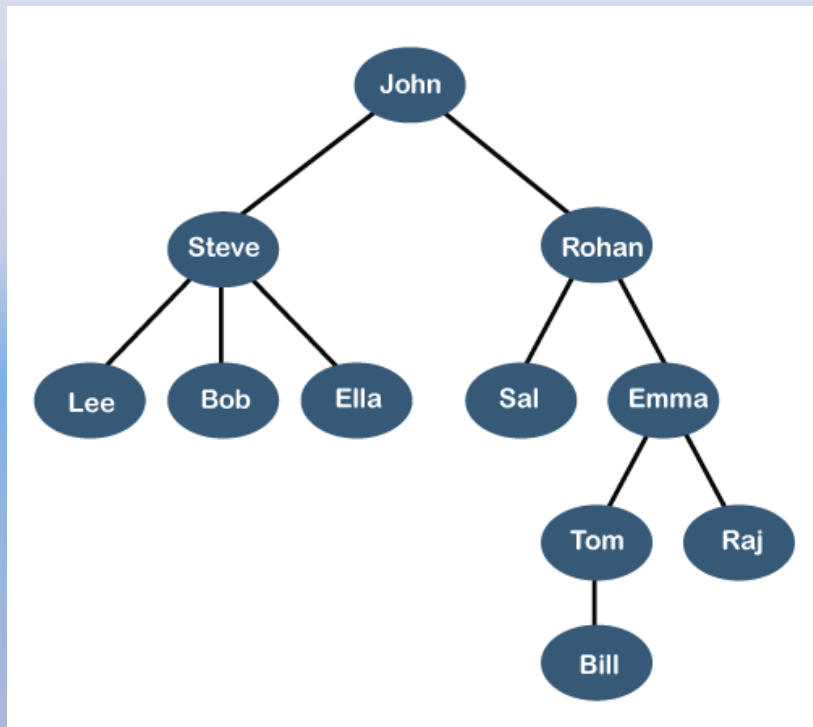 John
Steve
Rohan
Lee
Bob
Ella
Sal
Emma
Tom
Raj
Bill